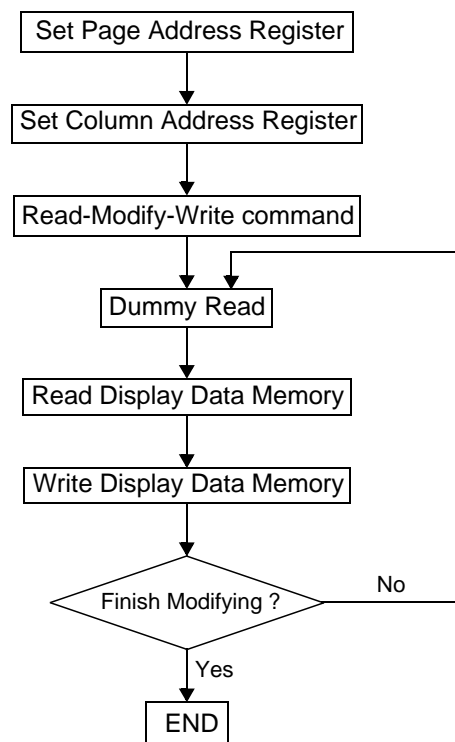 Set Page Address Register
Set Column Address Register
Read-Modify-Write command
Dummy Read
Read Display Data Memory
Write Display Data Memory
Finish Modifying ?
No
Yes
END